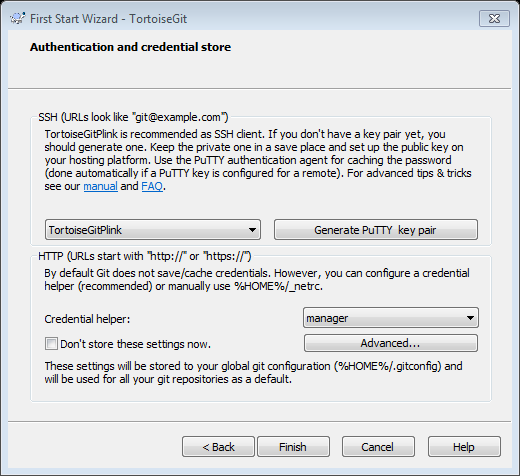 First Start Wizard - TortoiseGit
Authentication and credential store
SSH (URLs look like "git@example.com")
TortoiseGitPlink is recommended as SSH client. If you don't have a key pair yet, you
should generate one. Keep the private one in a save place and set up the public key on
your hosting platform. Use the PuTTY authentication agent for caching the password
(done automatically if a PuTTY key is configured for a remote). For advanced tips & tricks
see our manual and FAQ.
TortoiseGitPlink
Generate PuTTY key pair
HTTP (URLs start with "http://" or "https://")
By default Git does not save/cache credentials. However, you can configure a credential
helper (recommended) or manually use %HOME%/_netrc.
Credential helper:
manager
Don't store these settings now.
Advanced...
These settings will be stored to your global git configuration (%HOME%/.gitconfig) and
will be used for all your git repositories as a default.
< Back
Finish
Cancel
Help